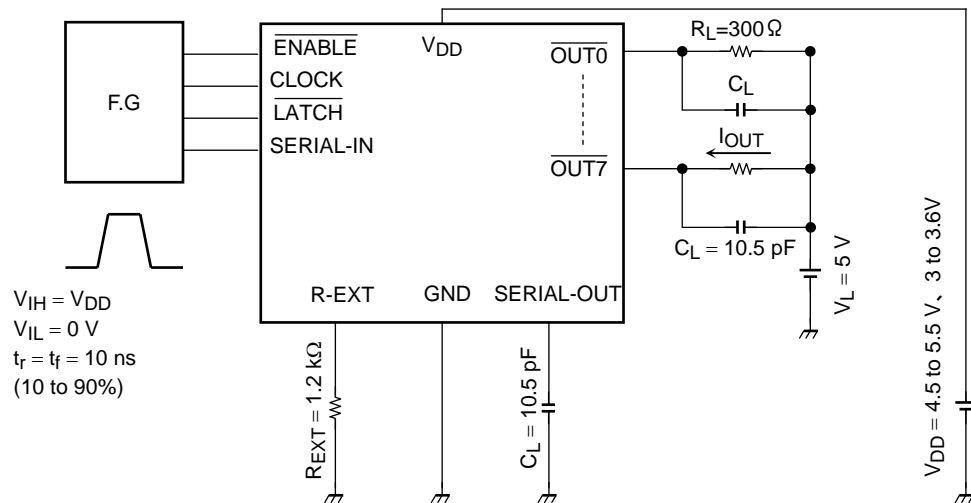 F.G
ENABLE
CLOCK
LATCH
SERIAL-IN
VDD
OUT0
OUT7
R-EXT
GND
SERIAL-OUT
RL=300Ω
CL
IOUT
CL = 10.5 pF
VL = 5 V
VDD = 4.5 to 5.5 V、3 to 3.6V
VIH = VDD
VIL = 0 V
tr = tf = 10 ns
(10 to 90%)
REXT = 1.2 kΩ
CL = 10.5 pF